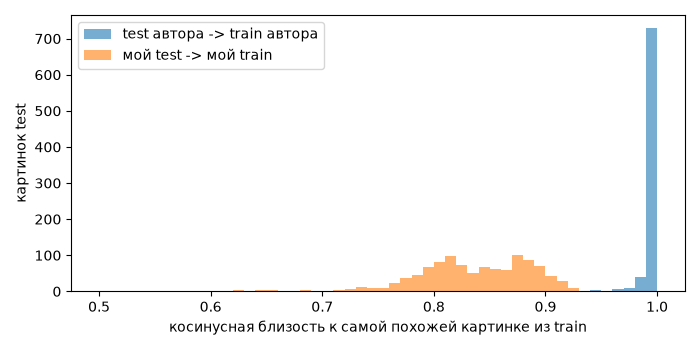 test автора -> train автора
мой test -> мой train
картинок test
700
600
500
400
300
200
100
0
0.5 0.6 0.7 0.8 0.9 1.0
косинусная близость к самой похожей картинке из train